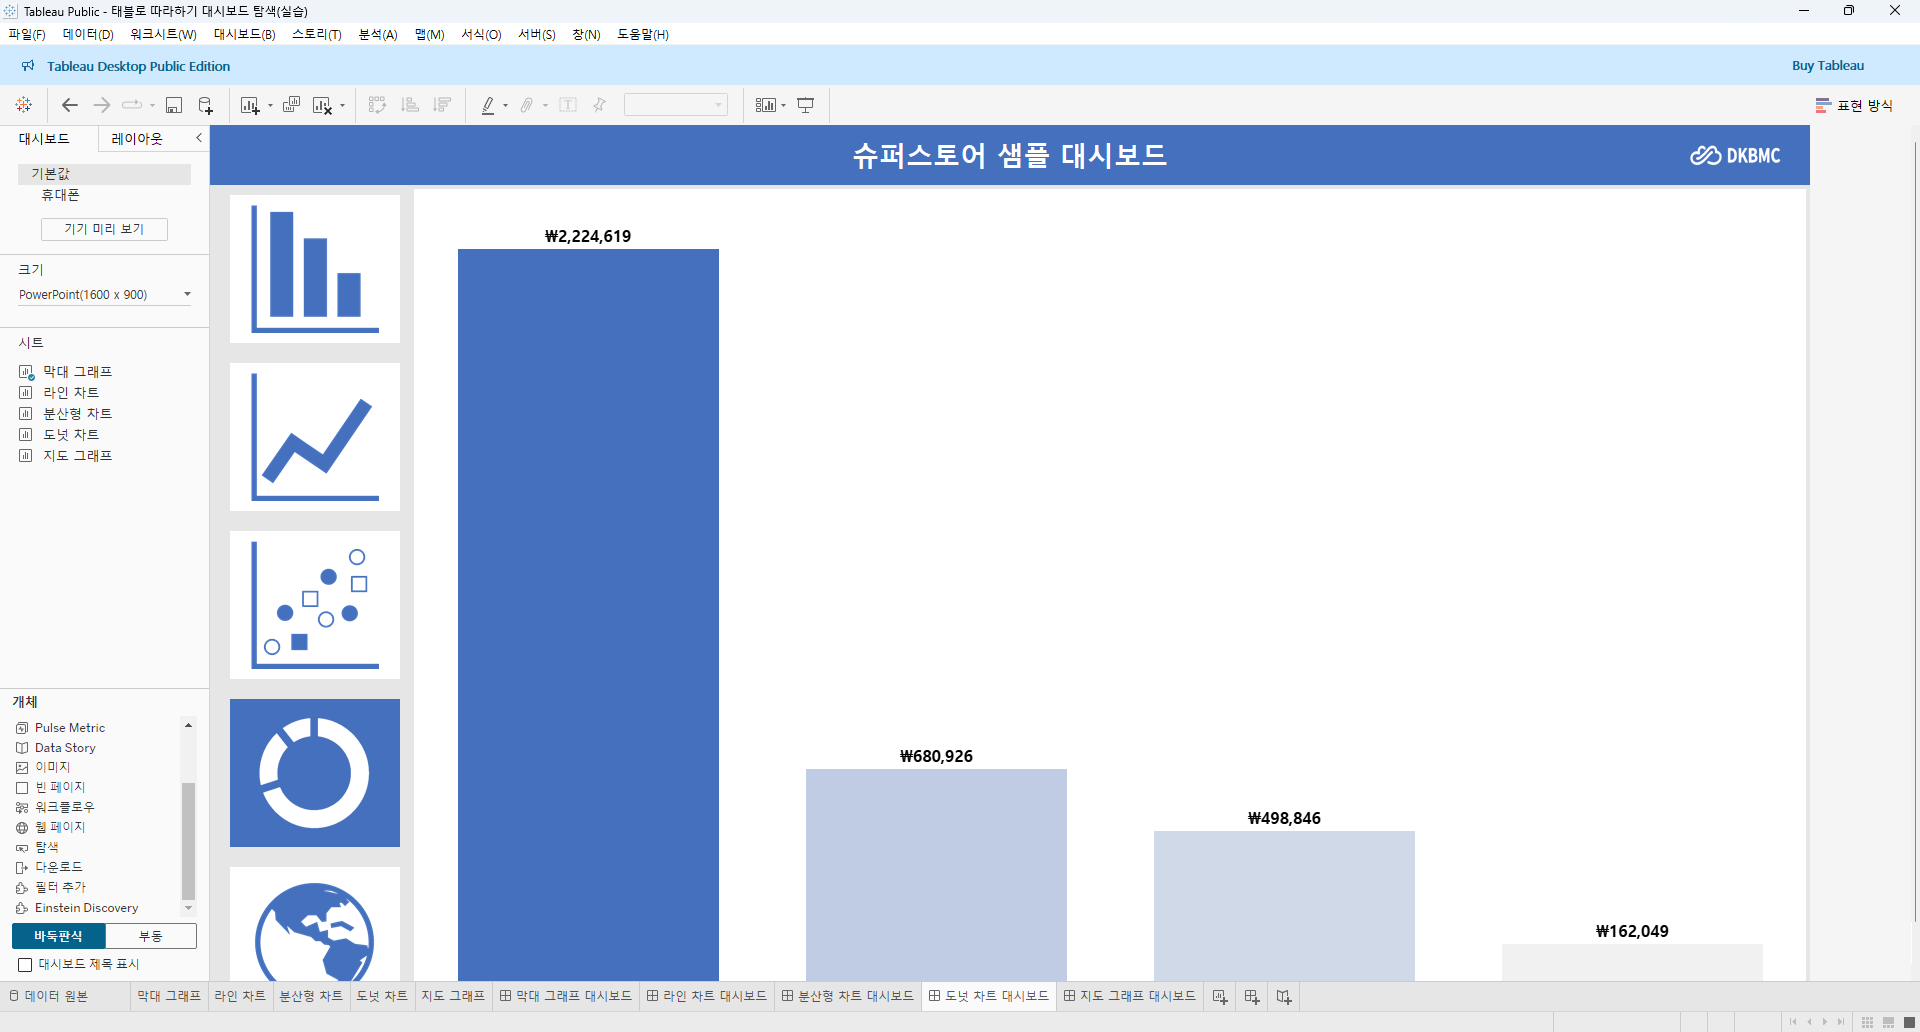 Tableau Public - 태블로 따라하기 대시보드 탐색(실습)
파일(F) 데이터(D) 워크시트(W) 대시보드(B) 스토리(T) 분석(A) 맵(M) 서식(O) 서버(S) 창(N) 도움말(H)
Tableau Desktop Public Edition Buy Tableau
표현 방식
대시보드 레이아웃
기본값
휴대폰
기기 미리 보기
크기
PowerPoint(1600 x 900)
시트
막대 그래프
라인 차트
분산형 차트
도넛 차트
지도 그래프
개체
Pulse Metric
Data Story
이미지
빈 페이지
워크플로우
웹 페이지
탐색
다운로드
필터 추가
Einstein Discovery
바둑판식 부동
대시보드 제목 표시
슈퍼스토어 샘플 대시보드
DKBMC
₩2,224,619
₩680,926
₩498,846
₩162,049
데이터 원본 막대 그래프 라인 차트 분산형 차트 도넛 차트 지도 그래프 막대 그래프 대시보드 라인 차트 대시보드 분산형 차트 대시보드 도넛 차트 대시보드 지도 그래프 대시보드